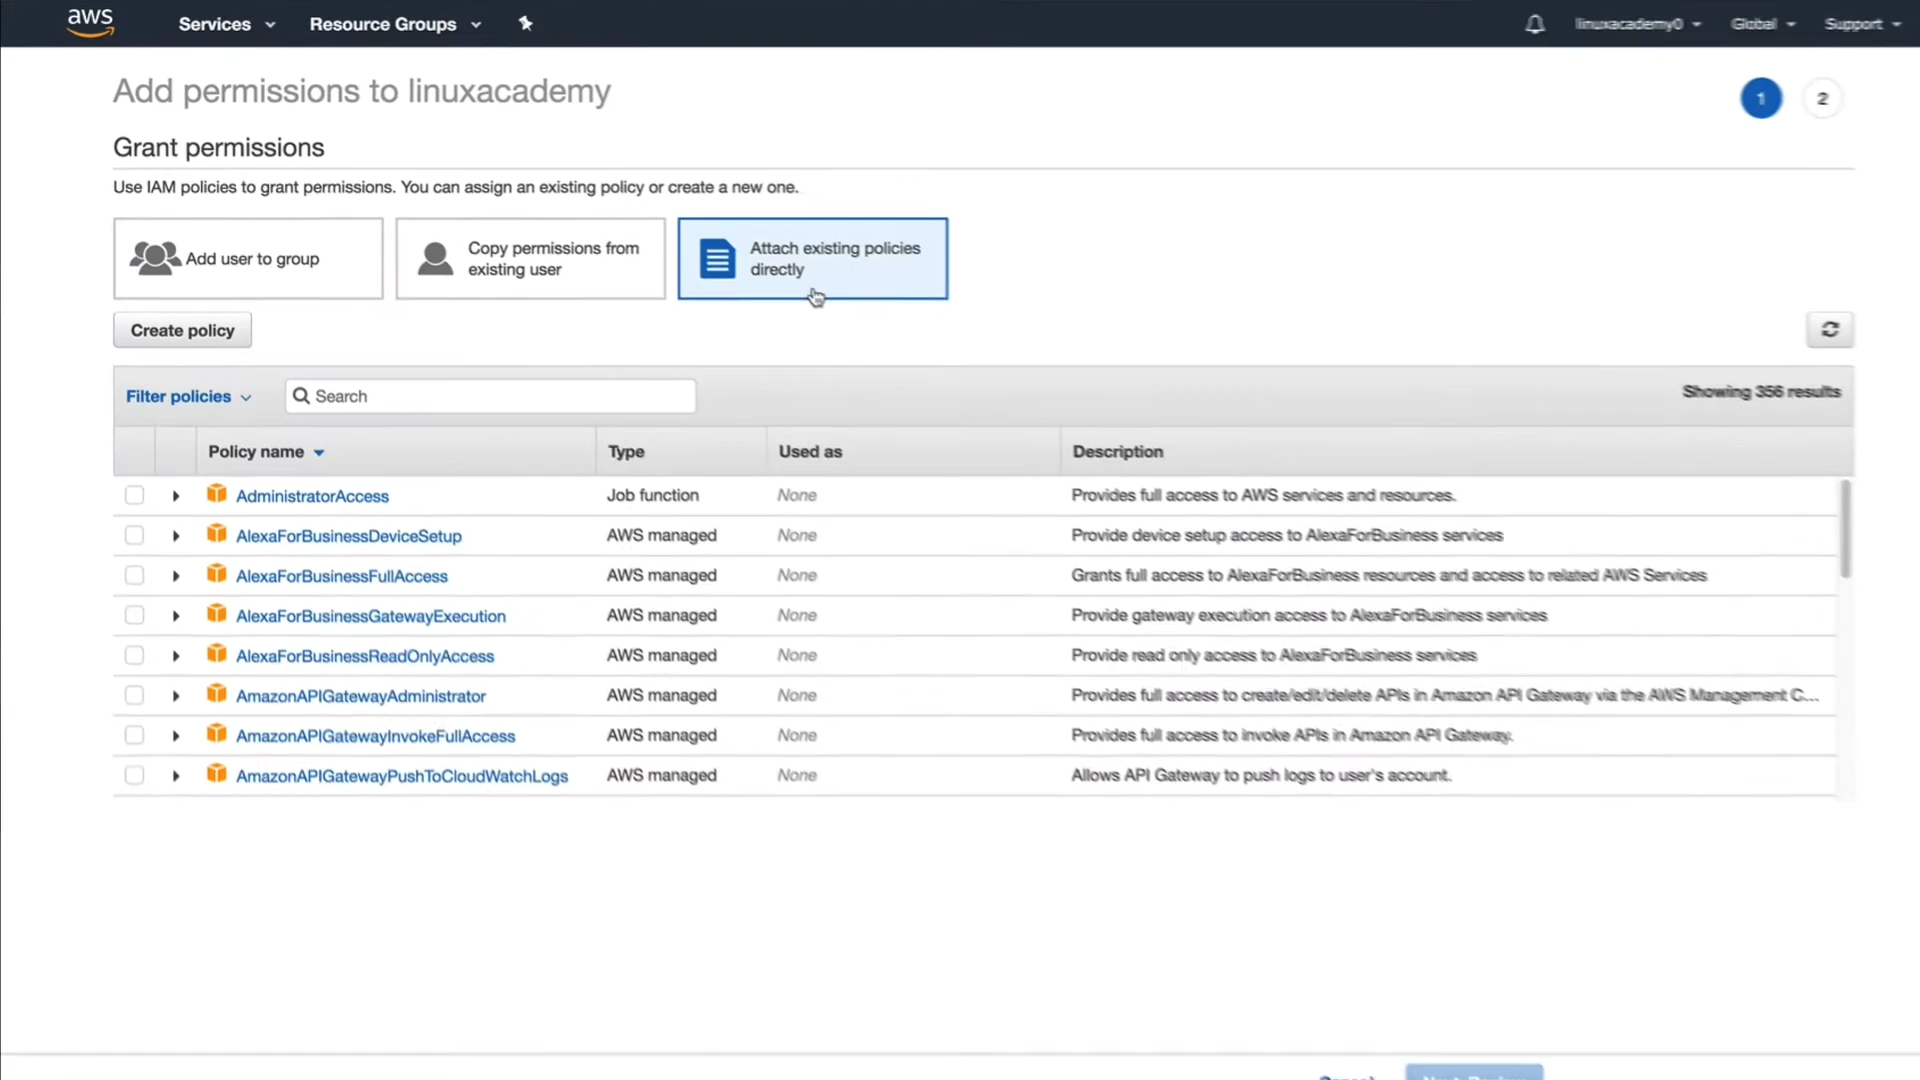 aws Services Resource Groups linuxacademy0 Global Support
Add permissions to linuxacademy
1 2
Grant permissions
Use IAM policies to grant permissions. You can assign an existing policy or create a new one.
Add user to group
Copy permissions from
existing user
Attach existing policies
directly
Create policy
Filter policies Search Showing 356 results
Policy name Type Used as Description
AdministratorAccess Job function None Provides full access to AWS services and resources.
AlexaForBusinessDeviceSetup AWS managed None Provide device setup access to AlexaForBusiness services
AlexaForBusinessFullAccess AWS managed None Grants full access to AlexaForBusiness resources and access to related AWS Services
AlexaForBusinessGatewayExecution AWS managed None Provide gateway execution access to AlexaForBusiness services
AlexaForBusinessReadOnlyAccess AWS managed None Provide read only access to AlexaForBusiness services
AmazonAPIGatewayAdministrator AWS managed None Provides full access to create/edit/delete APIs in Amazon API Gateway via the AWS Management C...
AmazonAPIGatewayInvokeFullAccess AWS managed None Provides full access to invoke APIs in Amazon API Gateway.
AmazonAPIGatewayPushToCloudWatchLogs AWS managed None Allows API Gateway to push logs to user's account.